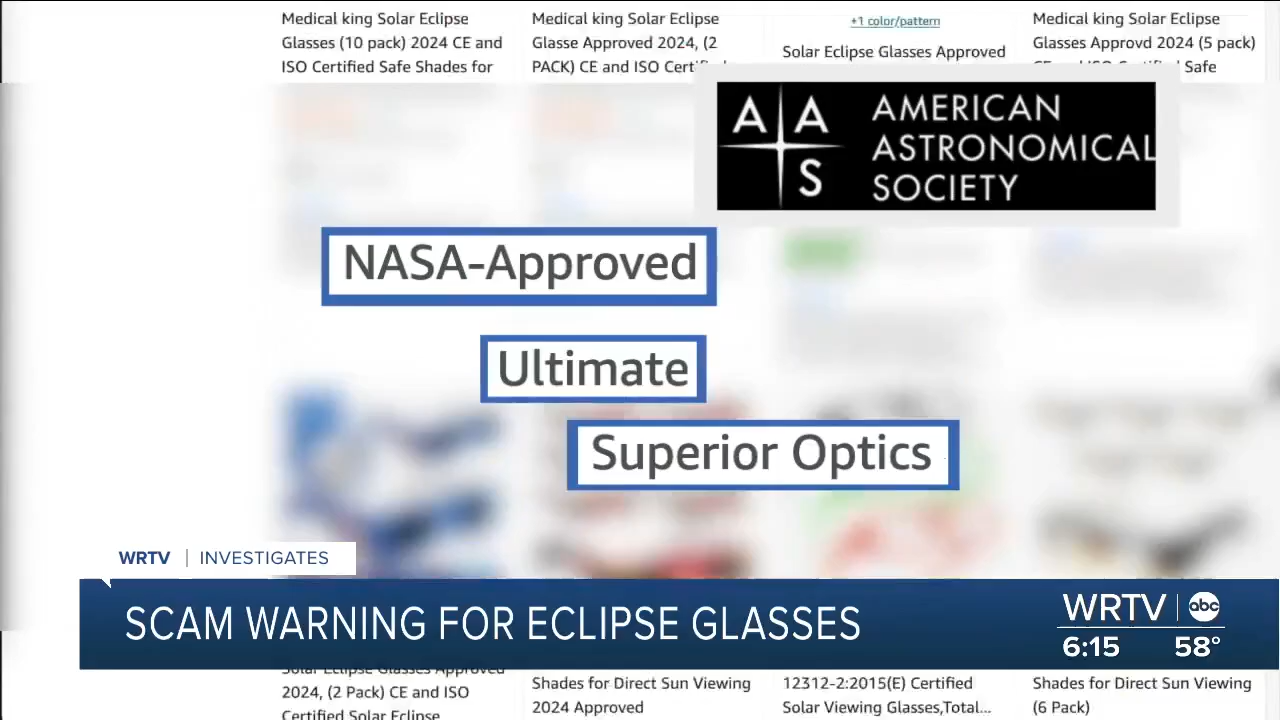 Medical king Solar Eclipse
Glasses (10 pack) 2024 CE and
ISO Certified Safe Shades for
Medical king Solar Eclipse
Glasse Approved 2024, (2
PACK) CE and ISO Certified
+1 color/pattern
Solar Eclipse Glasses Approved
Medical king Solar Eclipse
Glasses Approvd 2024 (5 pack)
CE and ISO Certified Safe
A A
S
AMERICAN
ASTRONOMICAL
SOCIETY
NASA-Approved
Ultimate
Superior Optics
WRTV | INVESTIGATES
SCAM WARNING FOR ECLIPSE GLASSES
WRTV | abc
6:15 58°
Solar Eclipse Glasses Approved
2024, (2 Pack) CE and ISO
Certified Solar Eclipse
Shades for Direct Sun Viewing
2024 Approved
12312-2:2015(E) Certified
Solar Viewing Glasses,Total...
Shades for Direct Sun Viewing
(6 Pack)